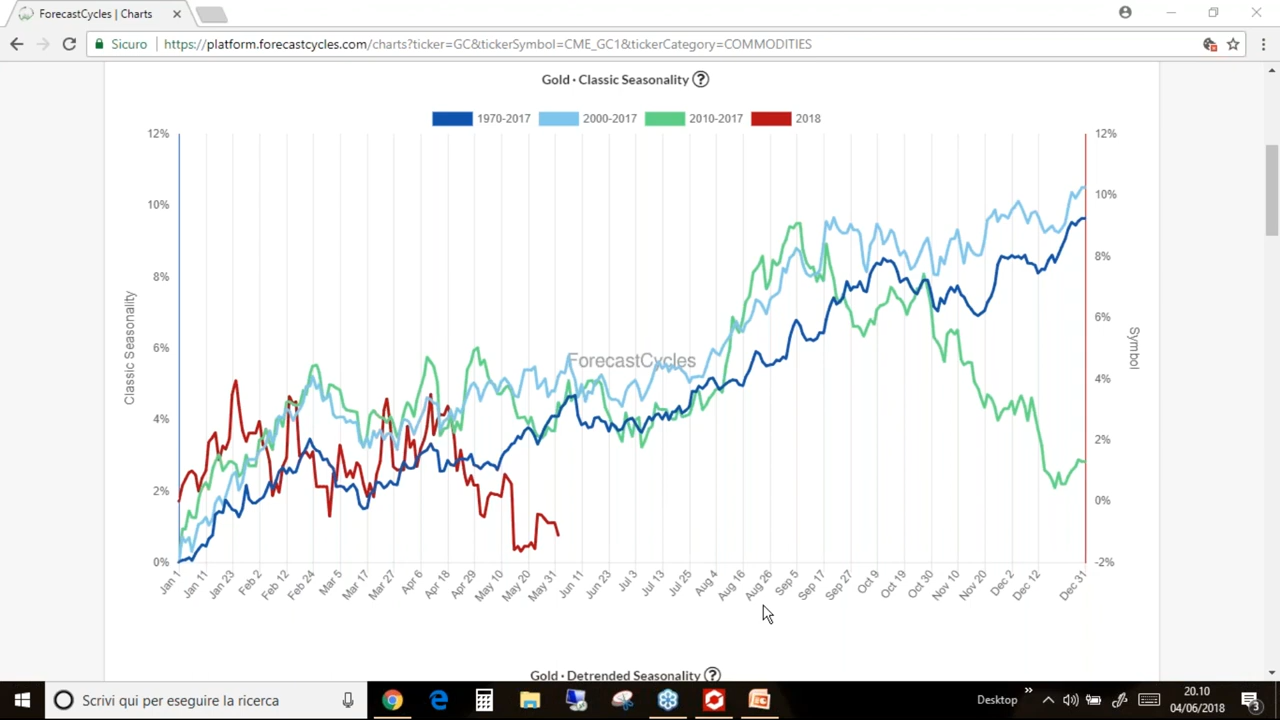 ForecastCycles | Charts
Sicuro https://platform.forecastcycles.com/charts?ticker=GC&tickerSymbol=CME_GC1&tickerCategory=COMMODITIES
Gold · Classic Seasonality ?
1970-2017 2000-2017 2010-2017 2018
12% 12%
10% 10%
8% 8%
6% 6%
4% 4%
2% 2%
0% 0%
-2%
Classic Seasonality
Symbol
ForecastCycles
Jan 1 Jan 11 Jan 23 Feb 2 Feb 12 Feb 24 Mar 5 Mar 17 Mar 27 Apr 6 Apr 18 Apr 29 May 10 May 20 May 31 Jun 11 Jun 23 Jul 3 Jul 13 Jul 25 Aug 4 Aug 16 Aug 26 Sep 5 Sep 17 Sep 27 Oct 9 Oct 19 Oct 30 Nov 10 Nov 20 Dec 2 Dec 12 Dec 31
Gold · Detrended Seasonality ?
Scrivi qui per eseguire la ricerca
Desktop
20.10
04/06/2018
3